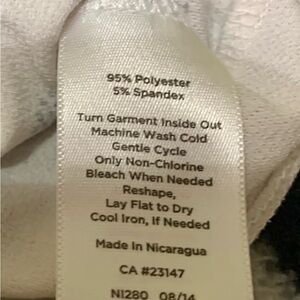 95% Polyester
5% Spandex
Turn Garment Inside Out
Machine Wash Cold
Gentle Cycle
Only Non-Chlorine
Bleach When Needed
Reshape,
Lay Flat to Dry
Cool Iron, If Needed
Made In Nicaragua
CA #23147
N1280 08/14